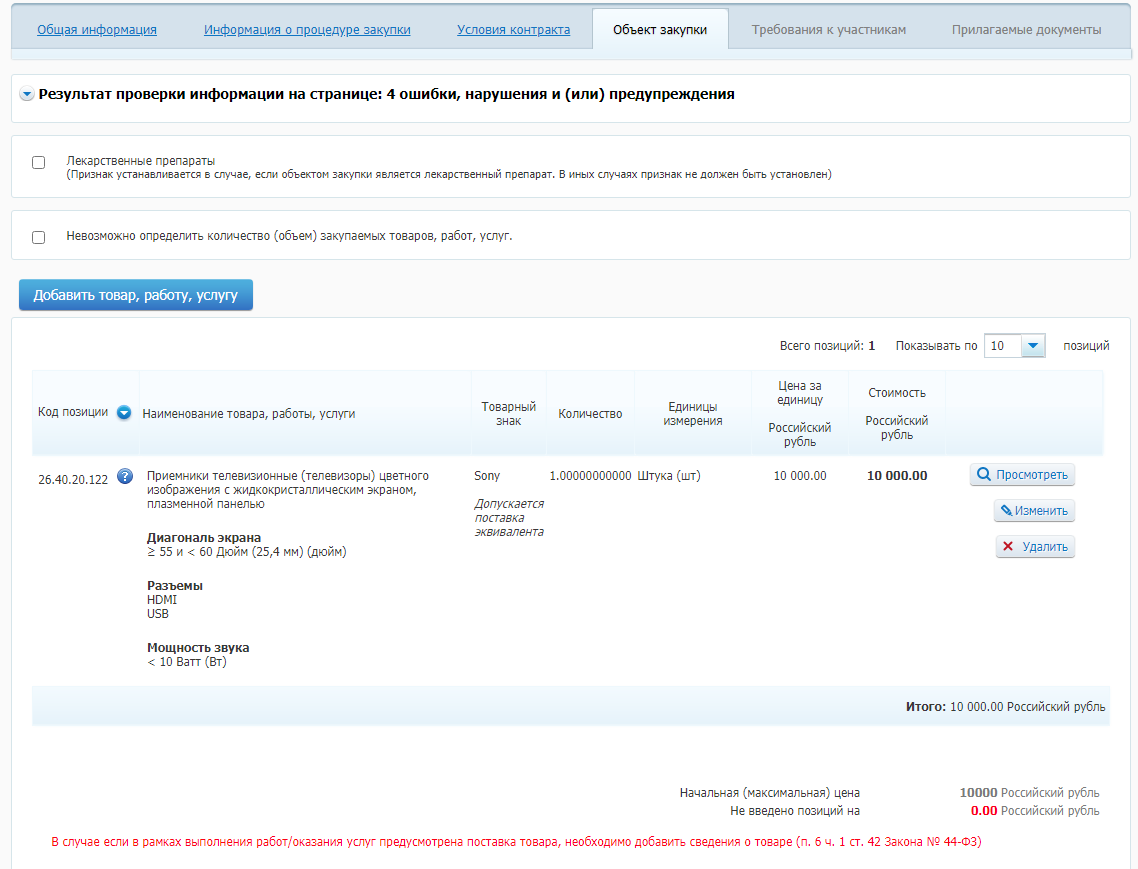 Общая информация
Информация о процедуре закупки
Условия контракта
Объект закупки
Требования к участникам
Прилагаемые документы
Результат проверки информации на странице: 4 ошибки, нарушения и (или) предупреждения
Лекарственные препараты
(Признак устанавливается в случае, если объектом закупки является лекарственный препарат. В иных случаях признак не должен быть установлен)
Невозможно определить количество (объем) закупаемых товаров, работ, услуг.
Добавить товар, работу, услугу
Всего позиций: 1 Показывать по 10 позиций
Код позиции
Наименование товара, работы, услуги
Товарный
знак
Количество
Единицы
измерения
Цена за
единицу
Российский
рубль
Стоимость
Российский
рубль
26.40.20.122 ?
Приемники телевизионные (телевизоры) цветного
изображения с жидкокристаллическим экраном,
плазменной панелью
Диагональ экрана
≥ 55 и < 60 Дюйм (25,4 мм) (дюйм)
Разъемы
HDMI
USB
Мощность звука
< 10 Ватт (Вт)
Sony
Допускается
поставка
эквивалента
1.00000000000
Штука (шт)
10 000.00
10 000.00
Просмотреть
Изменить
Удалить
Итого: 10 000.00 Российский рубль
Начальная (максимальная) цена 10000 Российский рубль
Не введено позиций на 0.00 Российский рубль
В случае если в рамках выполнения работ/оказания услуг предусмотрена поставка товара, необходимо добавить сведения о товаре (п. 6 ч. 1 ст. 42 Закона № 44-ФЗ)